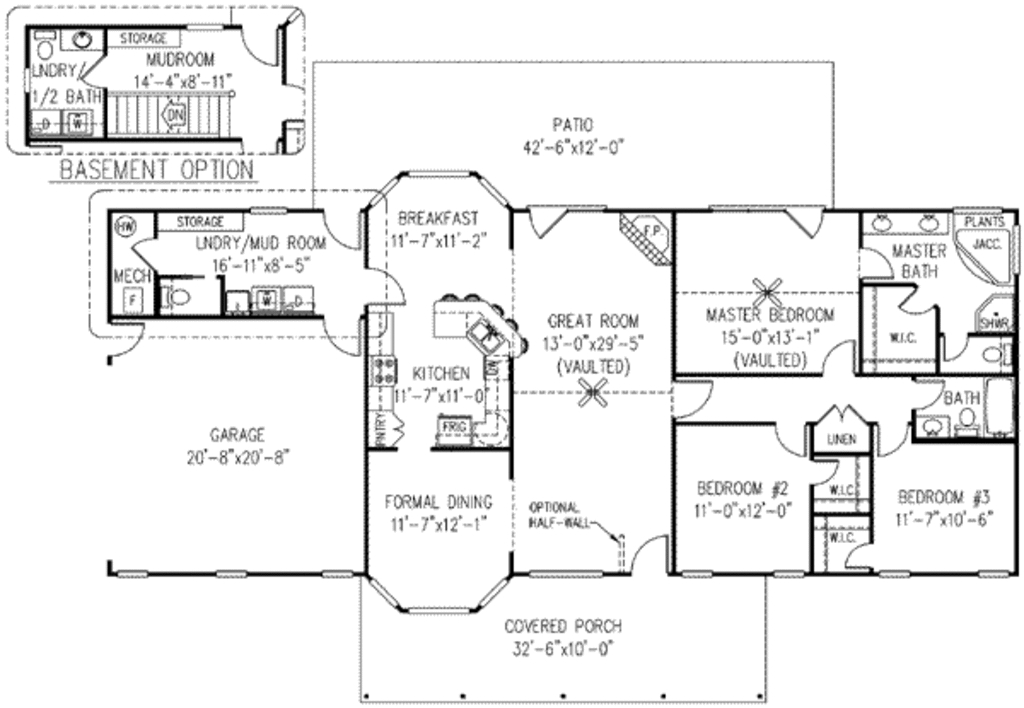 STORAGE
MUDROOM
14'-4"x8'-11"
LNDRY/
1/2 BATH
DN
D
W
BASEMENT OPTION
PATIO
42'-6"x12'-0"
HW
STORAGE
LNDRY/MUD ROOM
16'-11"x8'-5"
MECH
F
W
D
BREAKFAST
11'-7"x11'-2"
F.P.
PLANTS
JACC.
MASTER
BATH
SHWR
W.I.C.
GREAT ROOM
13'-0"x29'-5"
(VAULTED)
MASTER BEDROOM
15'-0"x13'-1"
(VAULTED)
KITCHEN
11'-7"x11'-0"
DW
PNTRY
FRIG
BATH
LINEN
GARAGE
20'-8"x20'-8"
FORMAL DINING
11'-7"x12'-1"
OPTIONAL
HALF-WALL
BEDROOM #2
11'-0"x12'-0"
W.I.C.
W.I.C.
BEDROOM #3
11'-7"x10'-6"
COVERED PORCH
32'-6"x10'-0"